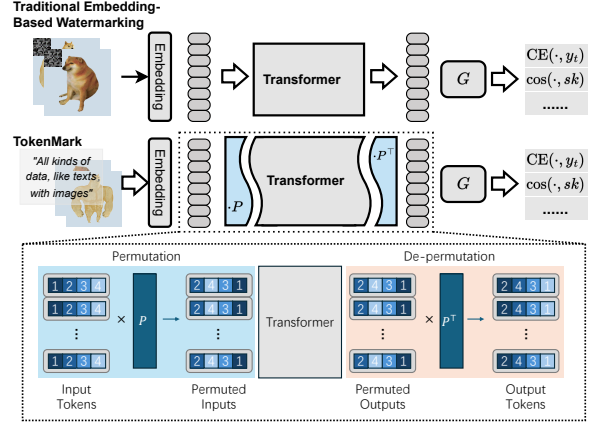 Traditional Embedding-
Based Watermarking
Embedding
Transformer
G
CE(·, y_t)
cos(·, sk)
......
TokenMark
"All kinds of
data, like texts
with images"
Embedding
·P
Transformer
·P^⊤
G
CE(·, y_t)
cos(·, sk)
......
Permutation
De-permutation
1 2 3 4
2 4 3 1
2 4 3 1
2 4 3 1
1 2 3 4
2 4 3 1
2 4 3 1
2 4 3 1
× P
Transformer
× P^⊤
⋮ ⋮ ⋮ ⋮
1 2 3 4
2 4 3 1
2 4 3 1
2 4 3 1
Input
Tokens
Permuted
Inputs
Permuted
Outputs
Output
Tokens